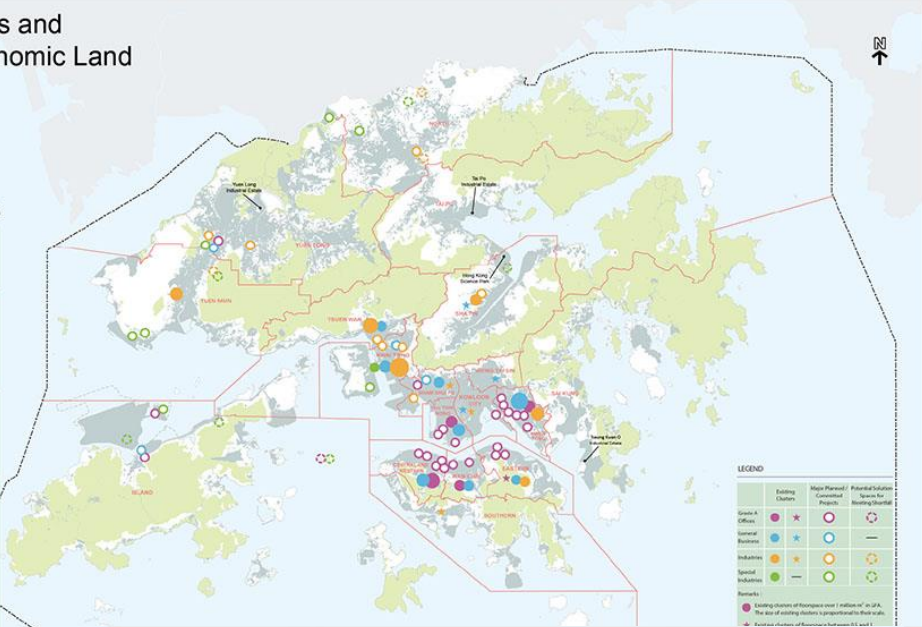 s and
nomic Land
N
NORTH
Yuen Long
Industrial Estate
Tai Po
Industrial Estate
TAI PO
YUEN LONG
Hong Kong
Science Park
TUEN MUN
SHA TIN
TSUEN WAN
KWAI TSING
WONG TAI SIN
SAI KUNG
KOWLOON
CITY
Tseung Kwan O
Industrial Estate
CENTRAL AND
WESTERN
WAN CHAI
EASTERN
ISLAND
SOUTHERN
LEGEND
Existing
Clusters
Major Planned /
Committed
Projects
Potential Solution
Spaces for
Meeting Shortfall
Grade A
Offices
General
Business
Industries
Special
Industries
Remarks :
Existing clusters of floorspace over 1 million m² in GFA.
The size of existing clusters is proportional to their scale.
Existing clusters of floorspace between 0.5 and 1